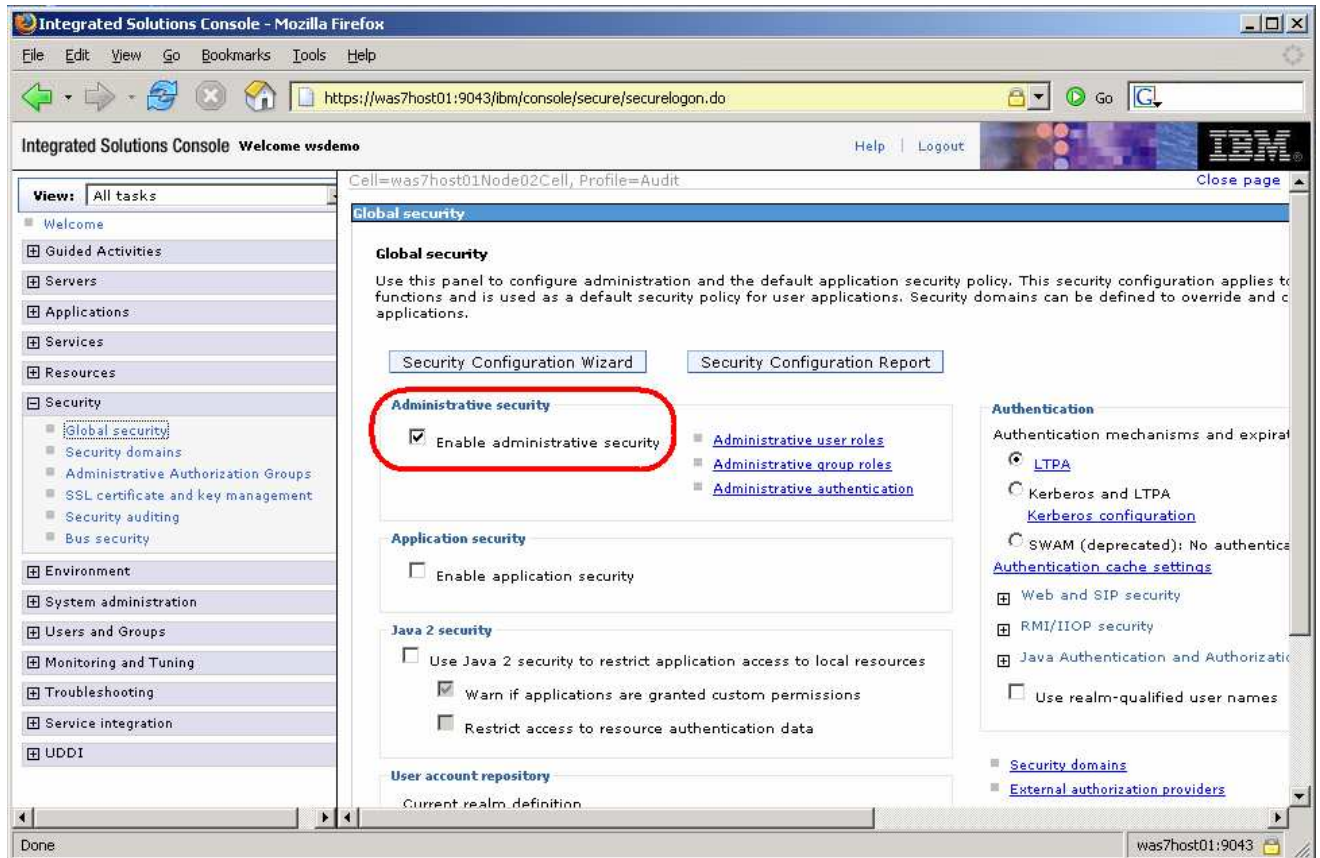 Integrated Solutions Console - Mozilla Firefox
File Edit View Go Bookmarks Tools Help
https://was7host01:9043/ibm/console/secure/securelogon.do
Go
G
Integrated Solutions Console Welcome wsdemo
Help | Logout
IBM
View: All tasks
Welcome
Guided Activities
Servers
Applications
Services
Resources
Security
Global security
Security domains
Administrative Authorization Groups
SSL certificate and key management
Security auditing
Bus security
Environment
System administration
Users and Groups
Monitoring and Tuning
Troubleshooting
Service integration
UDDI
Cell=was7host01Node02Cell, Profile=Audit
Close page
Global security
Global security
Use this panel to configure administration and the default application security policy. This security configuration applies to
functions and is used as a default security policy for user applications. Security domains can be defined to override and c
applications.
Security Configuration Wizard
Security Configuration Report
Administrative security
Enable administrative security
Administrative user roles
Administrative group roles
Administrative authentication
Application security
Enable application security
Java 2 security
Use Java 2 security to restrict application access to local resources
Warn if applications are granted custom permissions
Restrict access to resource authentication data
User account repository
Current realm definition
Authentication
Authentication mechanisms and expirat
LTPA
Kerberos and LTPA
Kerberos configuration
SWAM (deprecated): No authentica
Authentication cache settings
Web and SIP security
RMI/IIOP security
Java Authentication and Authorizatio
Use realm-qualified user names
Security domains
External authorization providers
Done
was7host01:9043